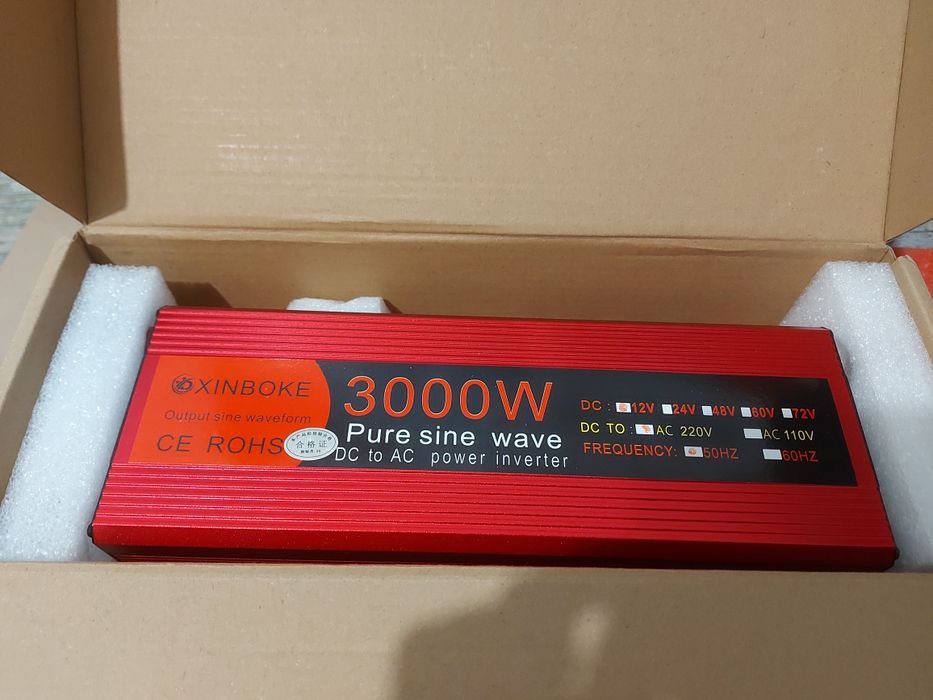 XINBOKE
Output sine waveform
CE ROHS
合格证
3000W
Pure sine wave
DC to AC power inverter
DC : 12V 24V 48V 60V 72V
DC TO : AC 220V AC 110V
FREQUENCY: 50HZ 60HZ